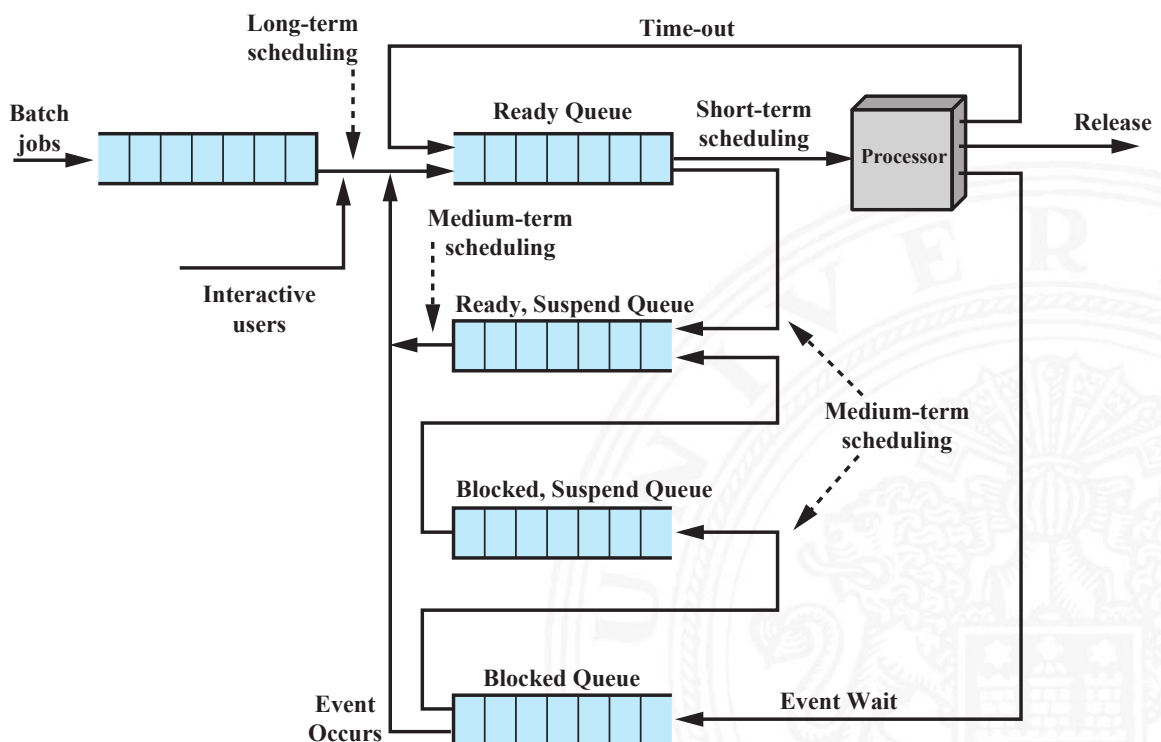 Long-term
scheduling
Time-out
Batch
jobs
Ready Queue
Short-term
scheduling
Release
Processor
Medium-term
scheduling
Interactive
users
Ready, Suspend Queue
Medium-term
scheduling
Blocked, Suspend Queue
Blocked Queue
Event
Occurs
Event Wait
U N I V E R